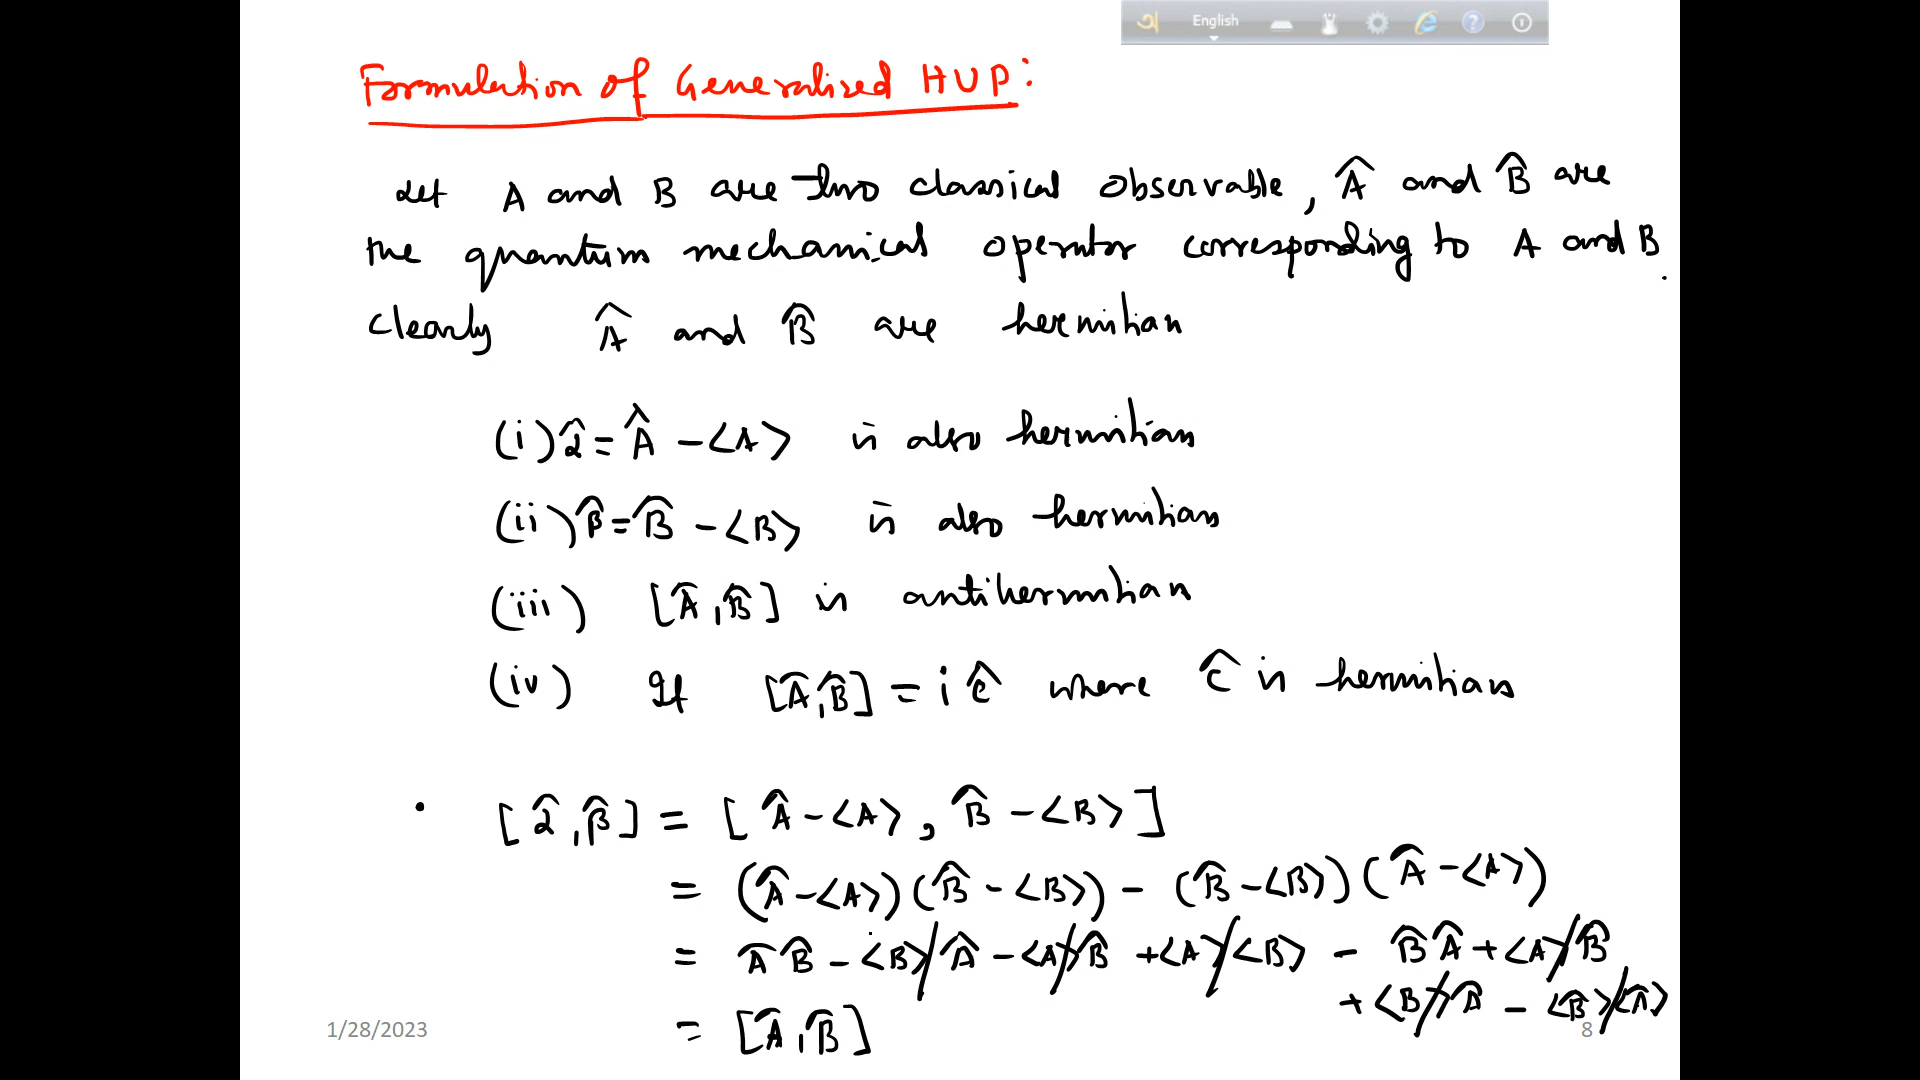 English
Formulation of Generalised HUP:
Let A and B are two classical observable, Â and B̂ are
the quantum mechanical operator corresponding to A and B.
clearly Â and B̂ are hermitian
(i) α̂ = Â - <A> is also hermitian
(ii) β̂ = B̂ - <B> is also hermitian
(iii) [Â, B̂] is antihermitian
(iv) If [Â, B̂] = i Ĉ where Ĉ is hermitian
• [α̂, β̂] = [Â - <A>, B̂ - <B>]
= (Â - <A>)(B̂ - <B>) - (B̂ - <B>)(Â - <A>)
= ÂB̂ - <B>Â - <A>B̂ + <A><B> - B̂Â + <A>B̂
+ <B>Â - <B̂><Â>
= [Â, B̂]
1/28/2023
8